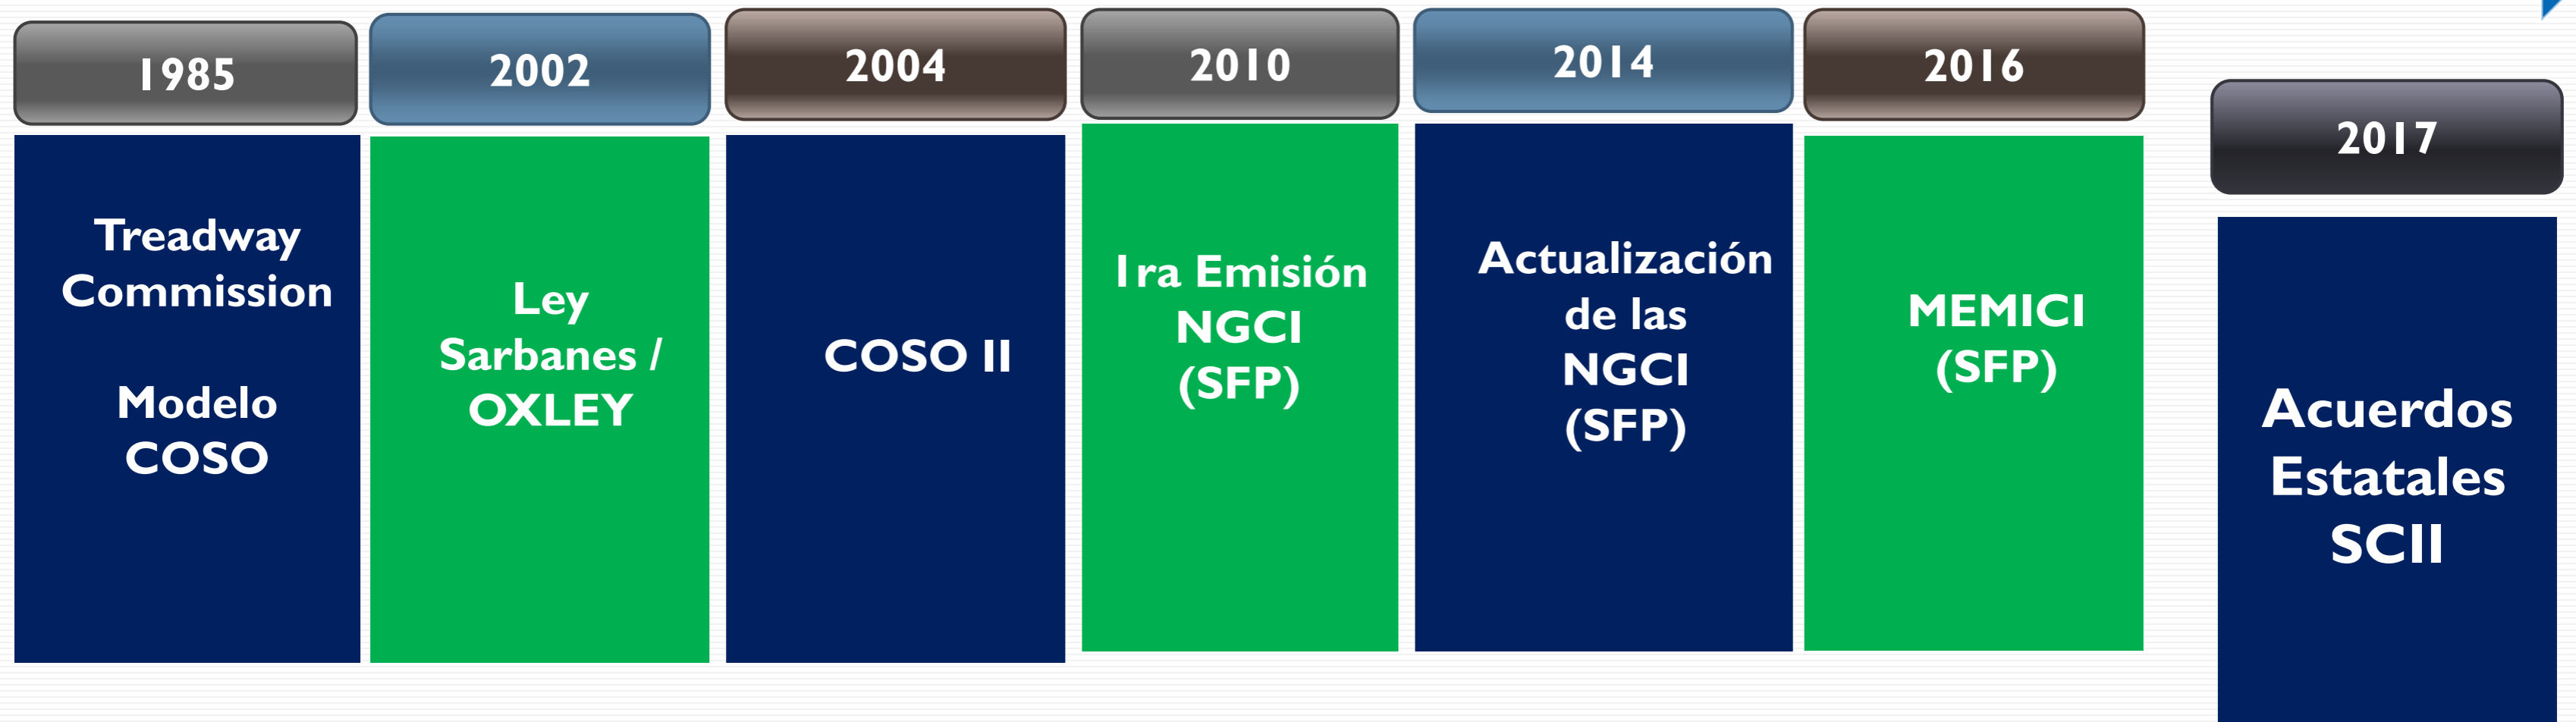 1985
Treadway
Commission
Modelo
COSO
2002
Ley
Sarbanes /
OXLEY
2004
COSO II
2010
1ra Emisión
NGCI
(SFP)
2014
Actualización
de las
NGCI
(SFP)
2016
MEMICI
(SFP)
2017
Acuerdos
Estatales
SCII